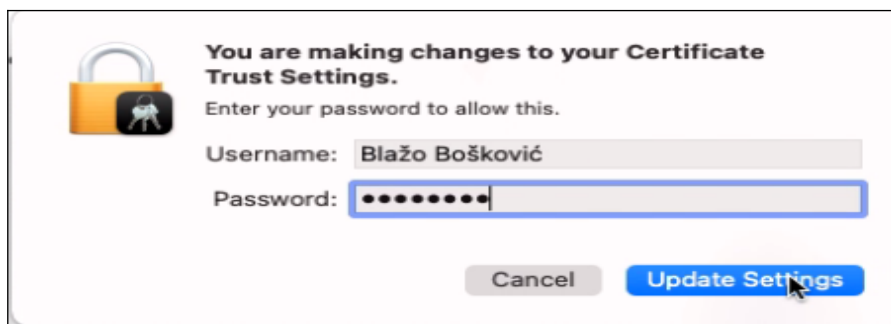 You are making changes to your Certificate
Trust Settings.
Enter your password to allow this.
Username: Blažo Bošković
Password: ••••••••
Cancel Update Settings